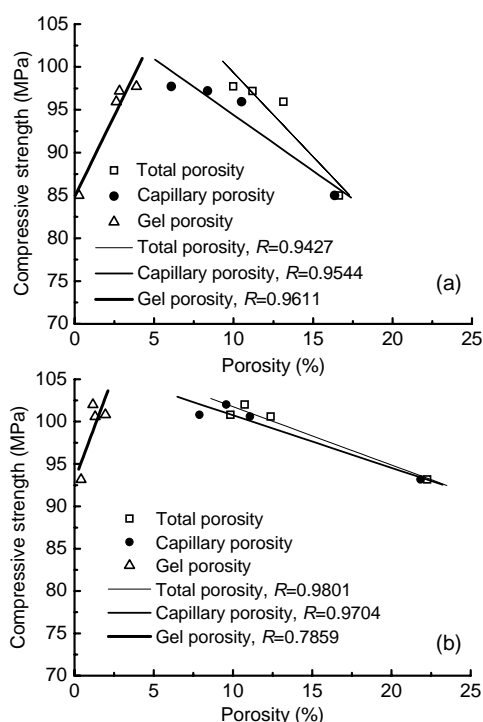 105
(a)
100
95
90
85
80
75
70
Compressive strength (MPa)
Total porosity
Capillary porosity
Gel porosity
Total porosity, R=0.9427
Capillary porosity, R=0.9544
Gel porosity, R=0.9611
0 5 10 15 20 25
Porosity (%)
105
100
95
90
85
80
75
70
Compressive strength (MPa)
Total porosity
Capillary porosity
Gel porosity
Total porosity, R=0.9801
Capillary porosity, R=0.9704
Gel porosity, R=0.7859
(b)
0 5 10 15 20 25
Porosity (%)